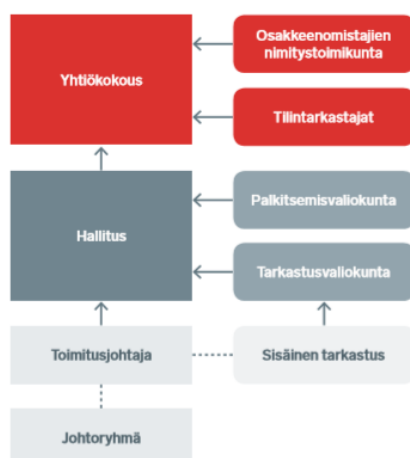 Yhtiökokous
Osakkeenomistajien
nimitystoimikunta
Tilintarkastajat
Hallitus
Palkitsemisvaliokunta
Tarkastusvaliokunta
Toimitusjohtaja
Sisäinen tarkastus
Johtoryhmä